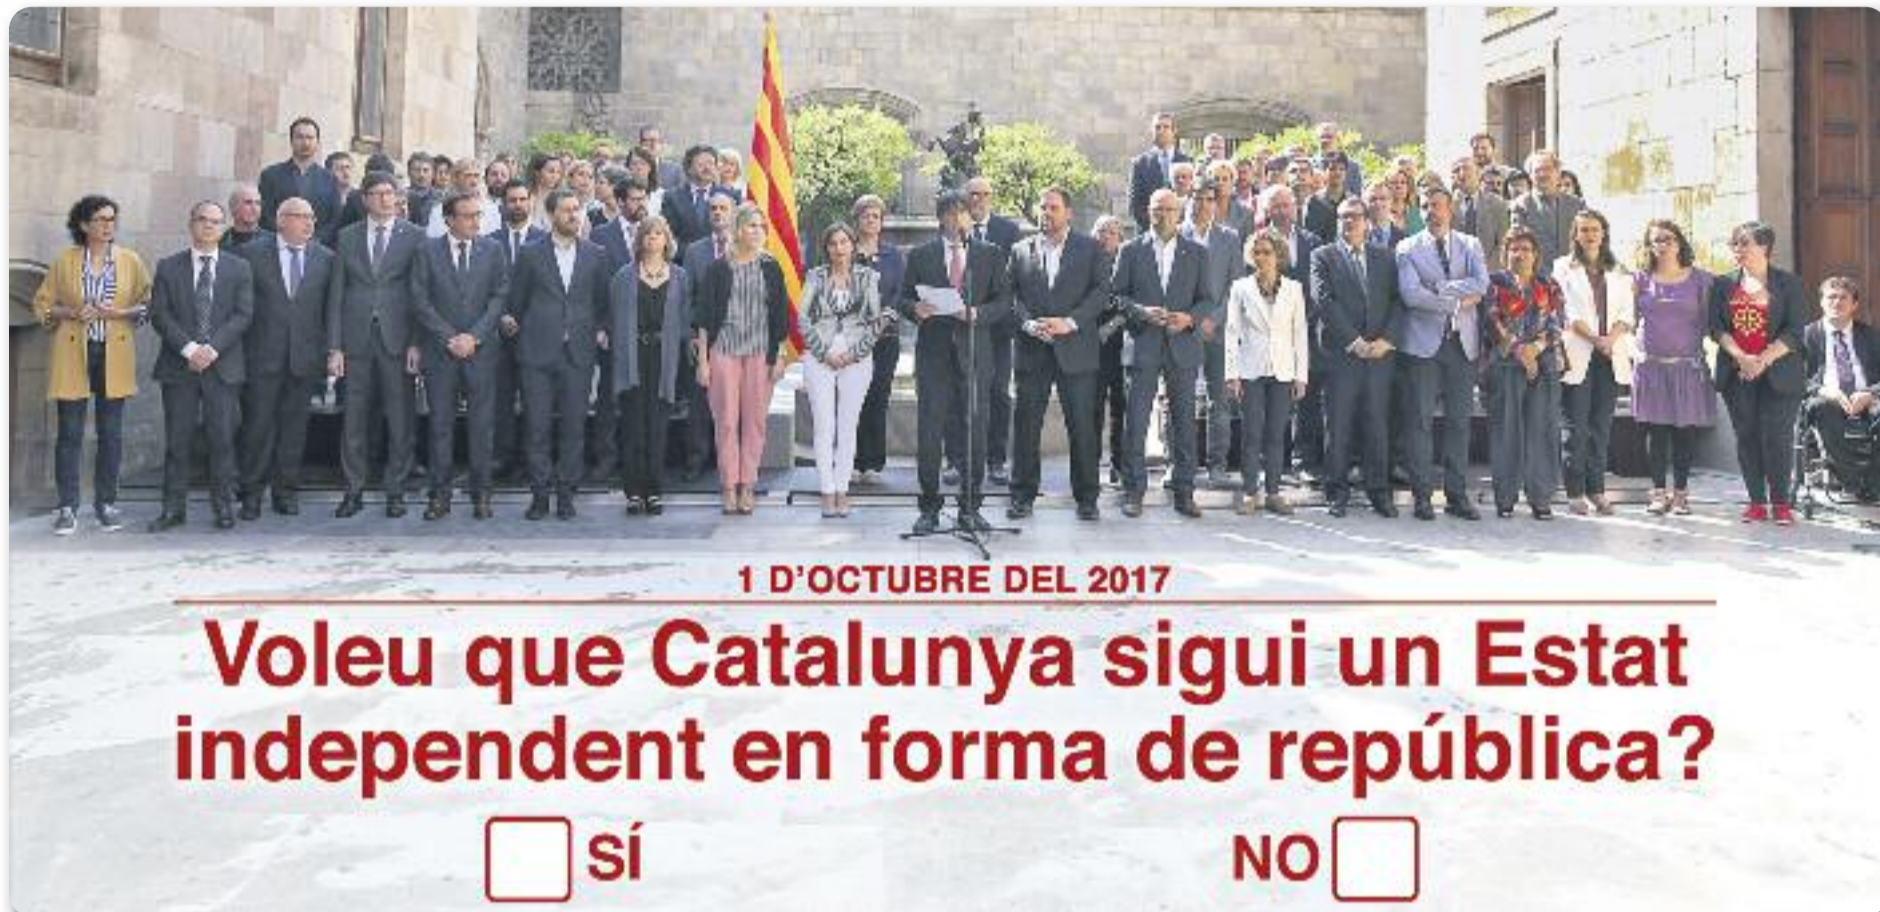 1 D'OCTUBRE DEL 2017
Voleu que Catalunya sigui un Estat
independent en forma de república?
SÍ
NO